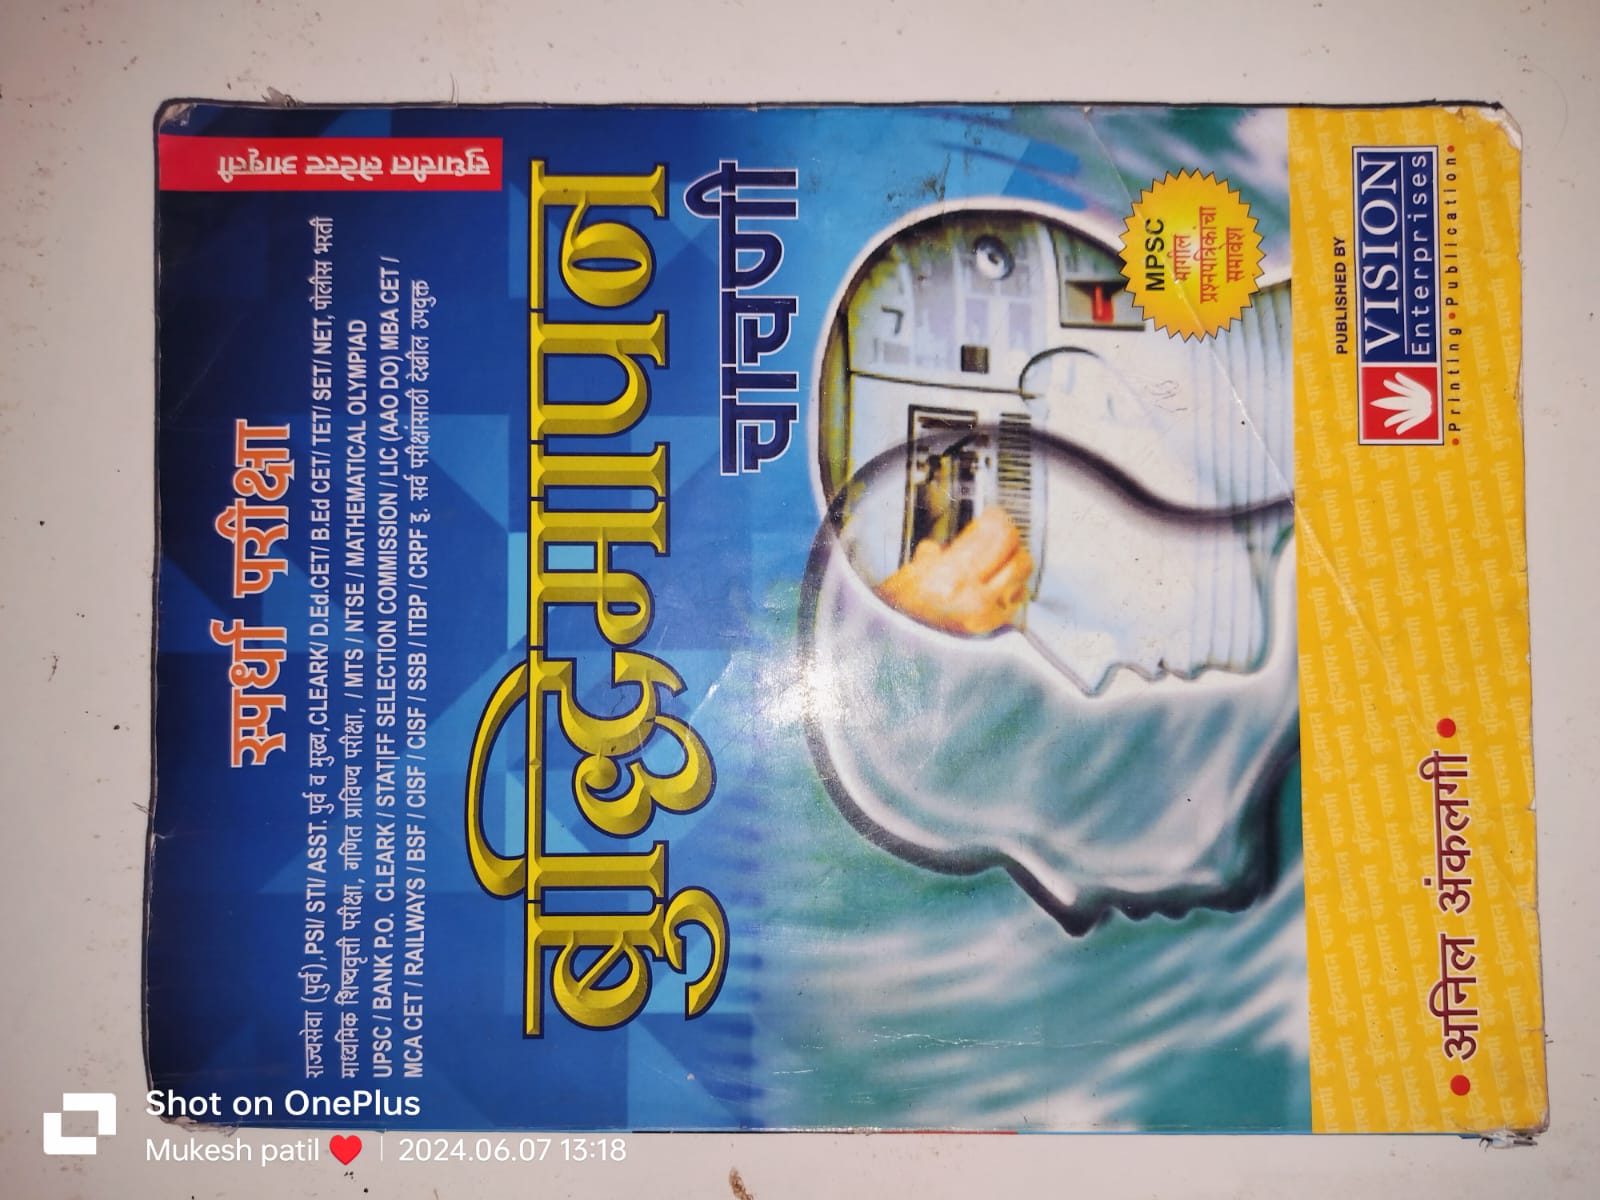 Shot on OnePlus
Mukesh patil ❤️ | 2024.06.07 13:18
सुधारीत लेटेस्ट आवृत्ती
स्पर्धा परीक्षा
राज्यसेवा (पुर्व),PSI/ STI/ ASST. पुर्व व मुख्य,CLEARK/ D.Ed.CET/ B.Ed CET/ TET/ SET/ NET, पोलीस भरती
माध्यमिक शिष्यवृत्ती परीक्षा, गणित प्राविण्य परीक्षा, / MTS / NTSE / MATHEMATICAL OLYMPIAD
UPSC / BANK P.O. CLEARK / STAT|FF SELECTION COMMISSION / LIC (AAO DO) MBA CET /
MCA CET / RAILWAYS / BSF / CISF / CISF / SSB / ITBP / CRPF इ. सर्व परीक्षांसाठी देखील उपयुक्त
बुद्धिमापन
चाचणी
MPSC
मागील
प्रश्नपत्रिकांचा
समावेश
PUBLISHED BY
VISION
Enterprises
•Printing•Publication•
• अनिल अंकलगी •